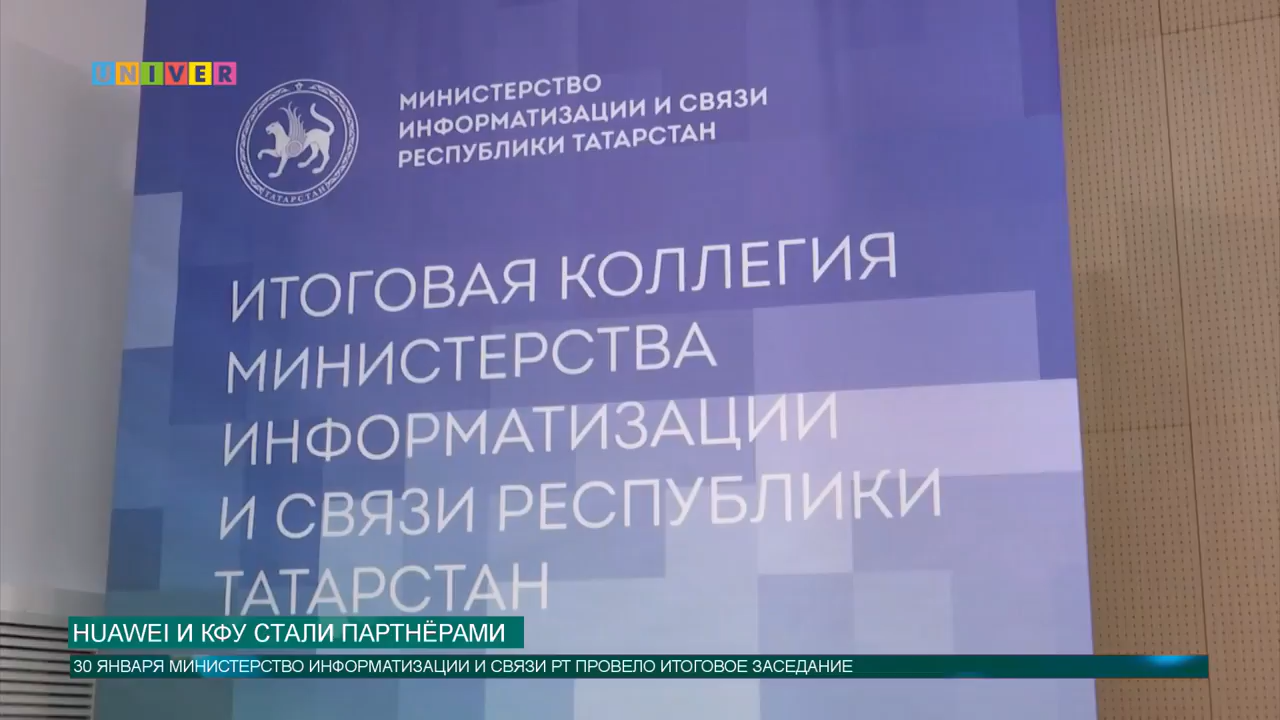 UNIVER
МИНИСТЕРСТВО
ИНФОРМАТИЗАЦИИ И СВЯЗИ
РЕСПУБЛИКИ ТАТАРСТАН
ТАТАРСТАН
ИТОГОВАЯ КОЛЛЕГИЯ
МИНИСТЕРСТВА
ИНФОРМАТИЗАЦИИ
И СВЯЗИ РЕСПУБЛИКИ
ТАТАРСТАН
HUAWEI И КФУ СТАЛИ ПАРТНЁРАМИ
30 ЯНВАРЯ МИНИСТЕРСТВО ИНФОРМАТИЗАЦИИ И СВЯЗИ РТ ПРОВЕЛО ИТОГОВОЕ ЗАСЕДАНИЕ